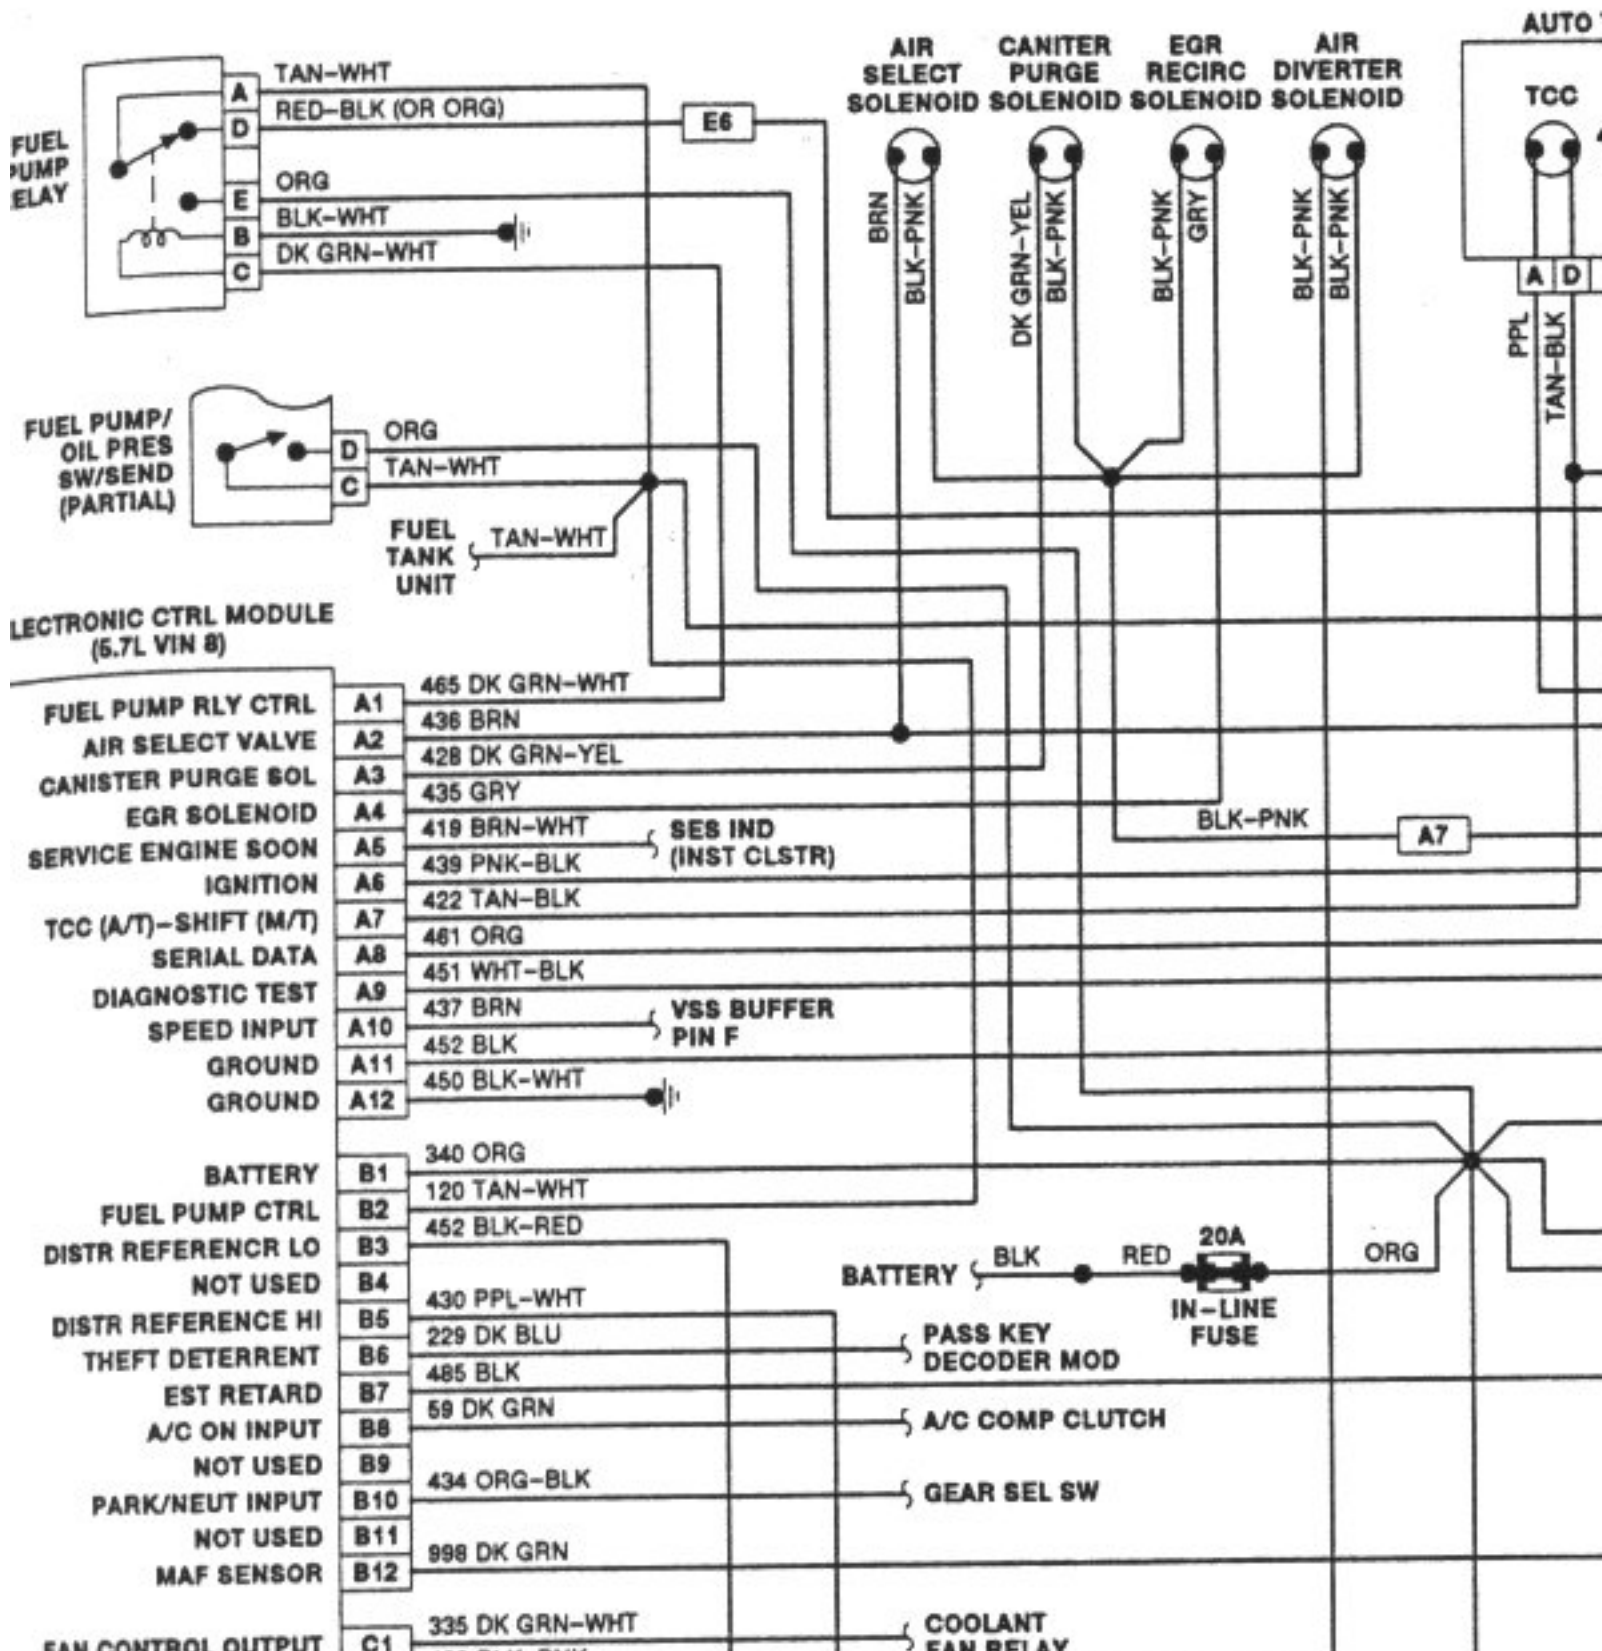 AUTO
AIR
SELECT
SOLENOID
CANITER
PURGE
SOLENOID
EGR
RECIRC
SOLENOID
AIR
DIVERTER
SOLENOID
TCC
A TAN-WHT
D RED-BLK (OR ORG)
E6
FUEL
PUMP
ELAY
E ORG
B BLK-WHT
C DK GRN-WHT
BRN
BLK-PNK
DK GRN-YEL
BLK-PNK
BLK-PNK
GRY
BLK-PNK
BLK-PNK
A D
PPL
TAN-BLK
FUEL PUMP/
OIL PRES
SW/SEND
(PARTIAL)
D ORG
C TAN-WHT
FUEL
TANK
UNIT
TAN-WHT
LECTRONIC CTRL MODULE
(5.7L VIN 8)
FUEL PUMP RLY CTRL A1 465 DK GRN-WHT
AIR SELECT VALVE A2 436 BRN
CANISTER PURGE SOL A3 428 DK GRN-YEL
EGR SOLENOID A4 435 GRY
SERVICE ENGINE SOON A5 419 BRN-WHT
SES IND
(INST CLSTR)
BLK-PNK A7
IGNITION A6 439 PNK-BLK
TCC (A/T)-SHIFT (M/T) A7 422 TAN-BLK
SERIAL DATA A8 461 ORG
DIAGNOSTIC TEST A9 451 WHT-BLK
SPEED INPUT A10 437 BRN
VSS BUFFER
PIN F
GROUND A11 452 BLK
GROUND A12 450 BLK-WHT
BATTERY B1 340 ORG
FUEL PUMP CTRL B2 120 TAN-WHT
DISTR REFERENCR LO B3 452 BLK-RED
NOT USED B4
BATTERY BLK RED 20A ORG
IN-LINE
FUSE
DISTR REFERENCE HI B5 430 PPL-WHT
THEFT DETERRENT B6 229 DK BLU
PASS KEY
DECODER MOD
EST RETARD B7 485 BLK
A/C ON INPUT B8 59 DK GRN
A/C COMP CLUTCH
NOT USED B9
PARK/NEUT INPUT B10 434 ORG-BLK
GEAR SEL SW
NOT USED B11
MAF SENSOR B12 998 DK GRN
FAN CONTROL OUTPUT C1 335 DK GRN-WHT
COOLANT
FAN RELAY